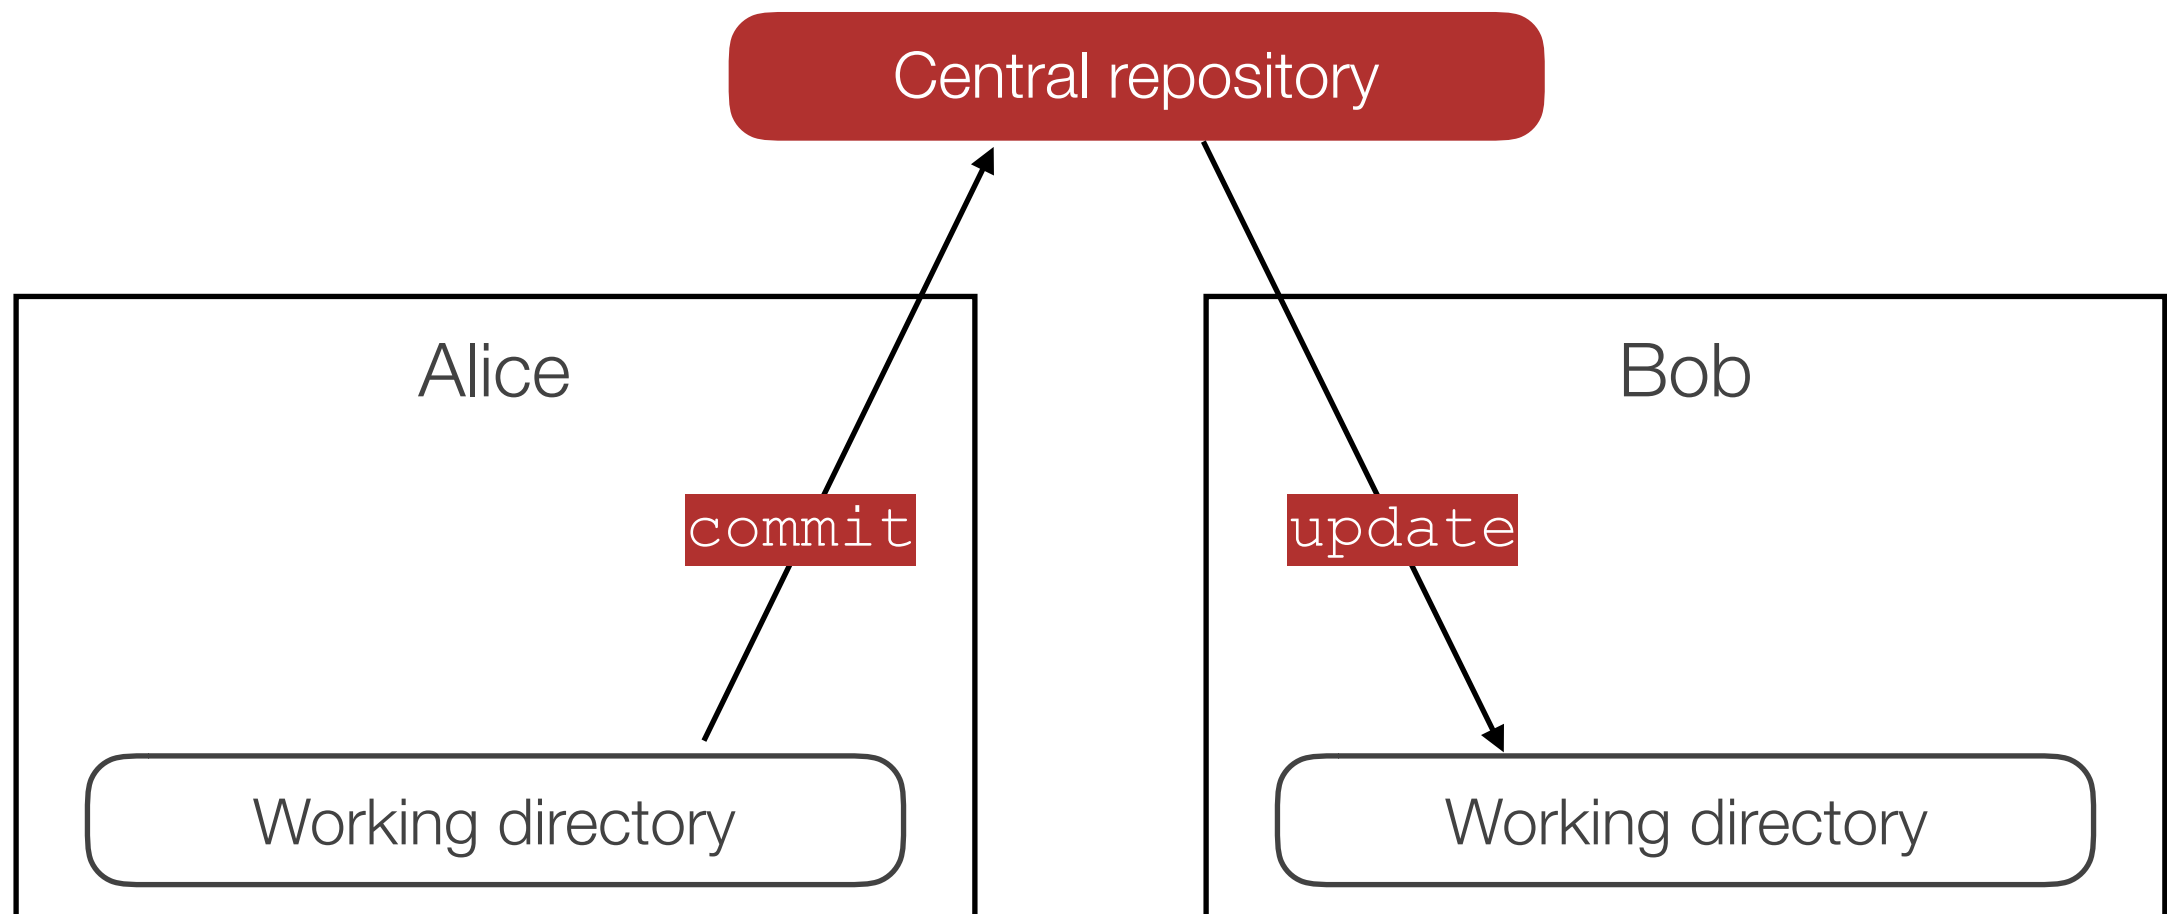 Central repository
Alice
Bob
commit
update
Working directory
Working directory